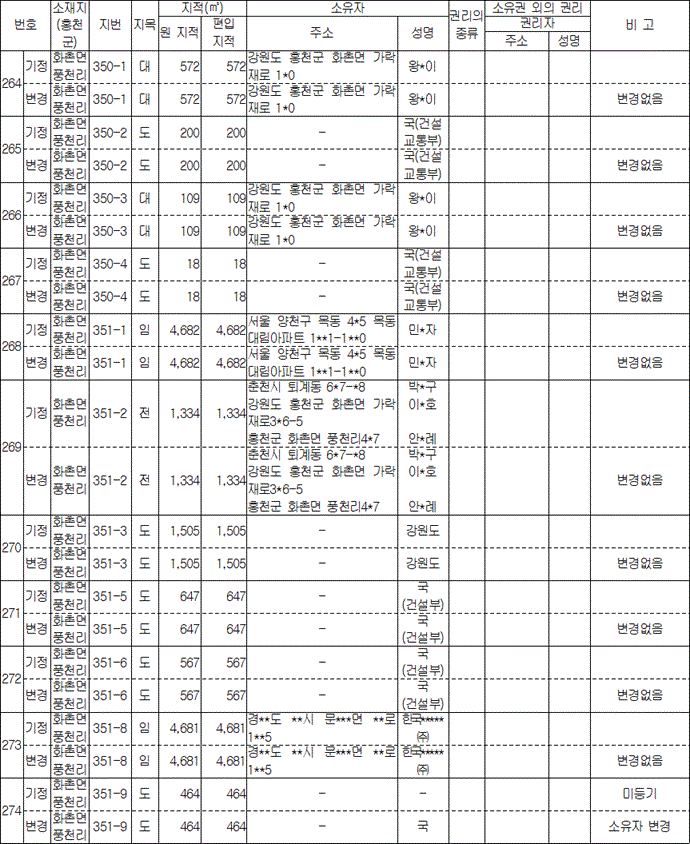 번호 소재지(홍천군) 지번 지목 지적(㎡) 소유자 권리의 종류 소유권 외의 권리 비 고
원 지적 편입 지적 주소 성명 권리자
주소 성명
264 기정 화촌면 풍천리 350-1 대 572 572 강원도 홍천군 화촌면 가락재로 1*0 왕*이
변경 화촌면 풍천리 350-1 대 572 572 강원도 홍천군 화촌면 가락재로 1*0 왕*이 변경없음
265 기정 화촌면 풍천리 350-2 도 200 200 - 국(건설교통부)
변경 화촌면 풍천리 350-2 도 200 200 - 국(건설교통부) 변경없음
266 기정 화촌면 풍천리 350-3 대 109 109 강원도 홍천군 화촌면 가락재로 1*0 왕*이
변경 화촌면 풍천리 350-3 대 109 109 강원도 홍천군 화촌면 가락재로 1*0 왕*이 변경없음
267 기정 화촌면 풍천리 350-4 도 18 18 - 국(건설교통부)
변경 화촌면 풍천리 350-4 도 18 18 - 국(건설교통부) 변경없음
268 기정 화촌면 풍천리 351-1 임 4,682 4,682 서울 양천구 목동 4*5 목동대림아파트 1**1-1**0 민*자
변경 화촌면 풍천리 351-1 임 4,682 4,682 서울 양천구 목동 4*5 목동대림아파트 1**1-1**0 민*자 변경없음
269 기정 화촌면 풍천리 351-2 전 1,334 1,334 춘천시 퇴계동 6*7-*8 박*구
강원도 홍천군 화촌면 가락재로3*6-5 이*호
홍천군 화촌면 풍천리4*7 안*례
변경 화촌면 풍천리 351-2 전 1,334 1,334 춘천시 퇴계동 6*7-*8 박*구 변경없음
강원도 홍천군 화촌면 가락재로3*6-5 이*호
홍천군 화촌면 풍천리4*7 안*례
270 기정 화촌면 풍천리 351-3 도 1,505 1,505 - 강원도
변경 화촌면 풍천리 351-3 도 1,505 1,505 - 강원도 변경없음
271 기정 화촌면 풍천리 351-5 도 647 647 - 국(건설부)
변경 화촌면 풍천리 351-5 도 647 647 - 국(건설부) 변경없음
272 기정 화촌면 풍천리 351-6 도 567 567 - 국(건설부)
변경 화촌면 풍천리 351-6 도 567 567 - 국(건설부) 변경없음
273 기정 화촌면 풍천리 351-8 임 4,681 4,681 경**도 **시 문***면 **로 1**5 한국*****㈜
변경 화촌면 풍천리 351-8 임 4,681 4,681 경**도 **시 문***면 **로 1**5 한국*****㈜ 변경없음
274 기정 화촌면 풍천리 351-9 도 464 464 - - 미등기
변경 화촌면 풍천리 351-9 도 464 464 - 국 소유자 변경